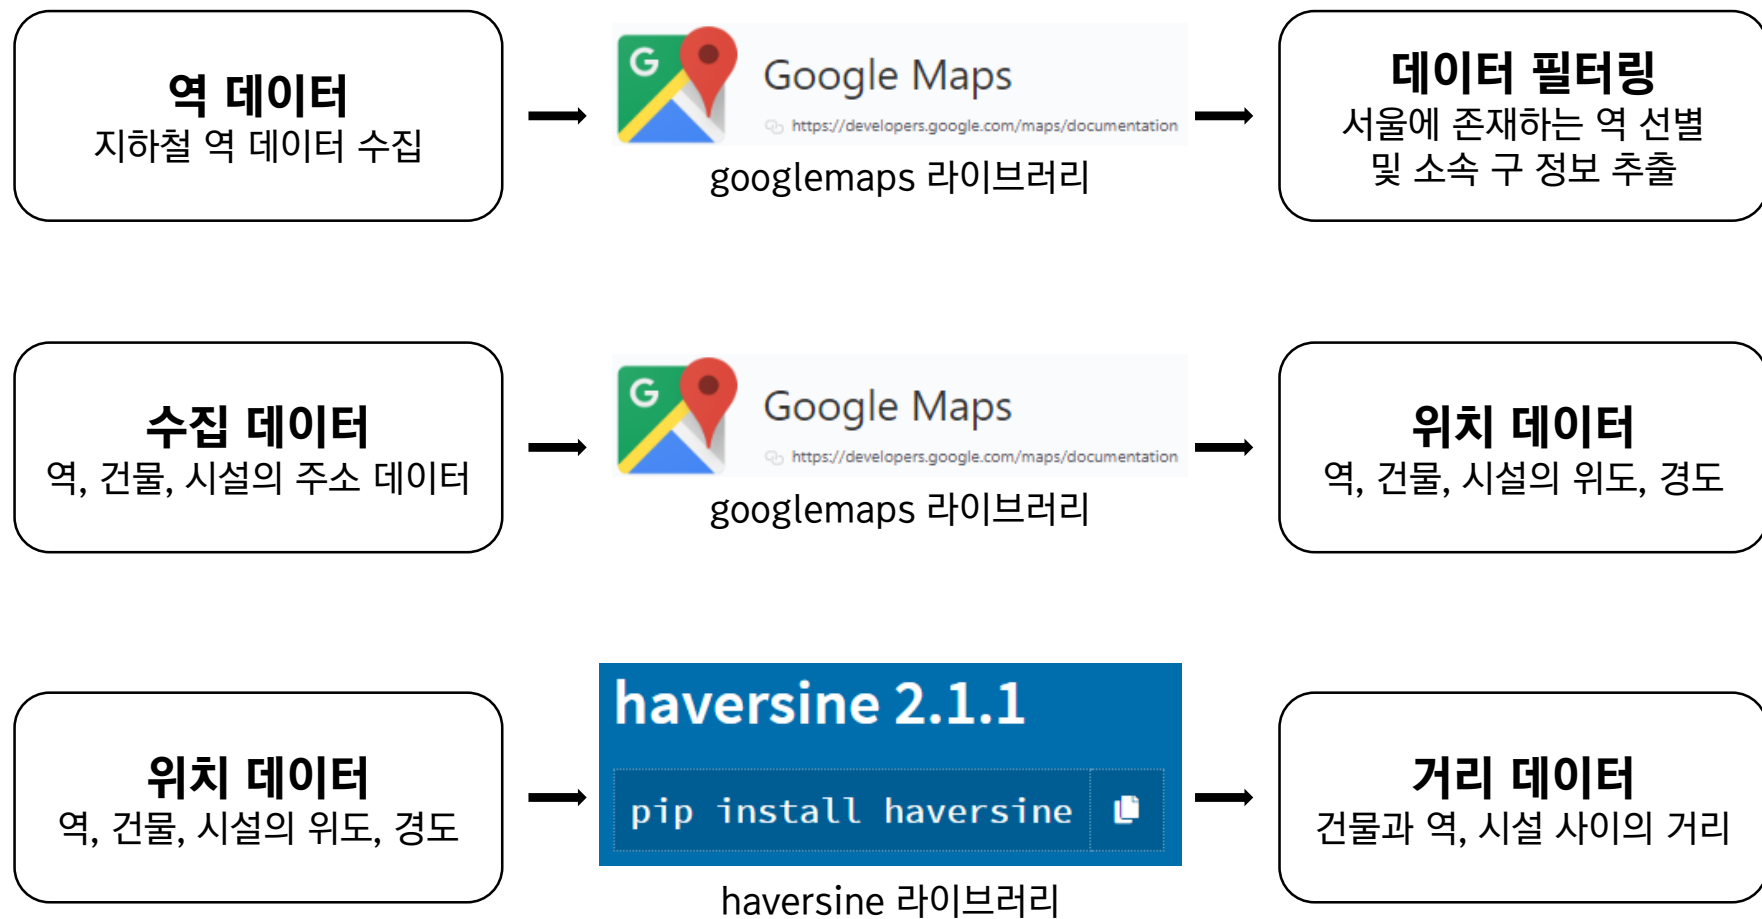 역 데이터
지하철 역 데이터 수집
G
Google Maps
https://developers.google.com/maps/documentation
googlemaps 라이브러리
데이터 필터링
서울에 존재하는 역 선별
및 소속 구 정보 추출
수집 데이터
역, 건물, 시설의 주소 데이터
G
Google Maps
https://developers.google.com/maps/documentation
googlemaps 라이브러리
위치 데이터
역, 건물, 시설의 위도, 경도
위치 데이터
역, 건물, 시설의 위도, 경도
haversine 2.1.1
pip install haversine
haversine 라이브러리
거리 데이터
건물과 역, 시설 사이의 거리